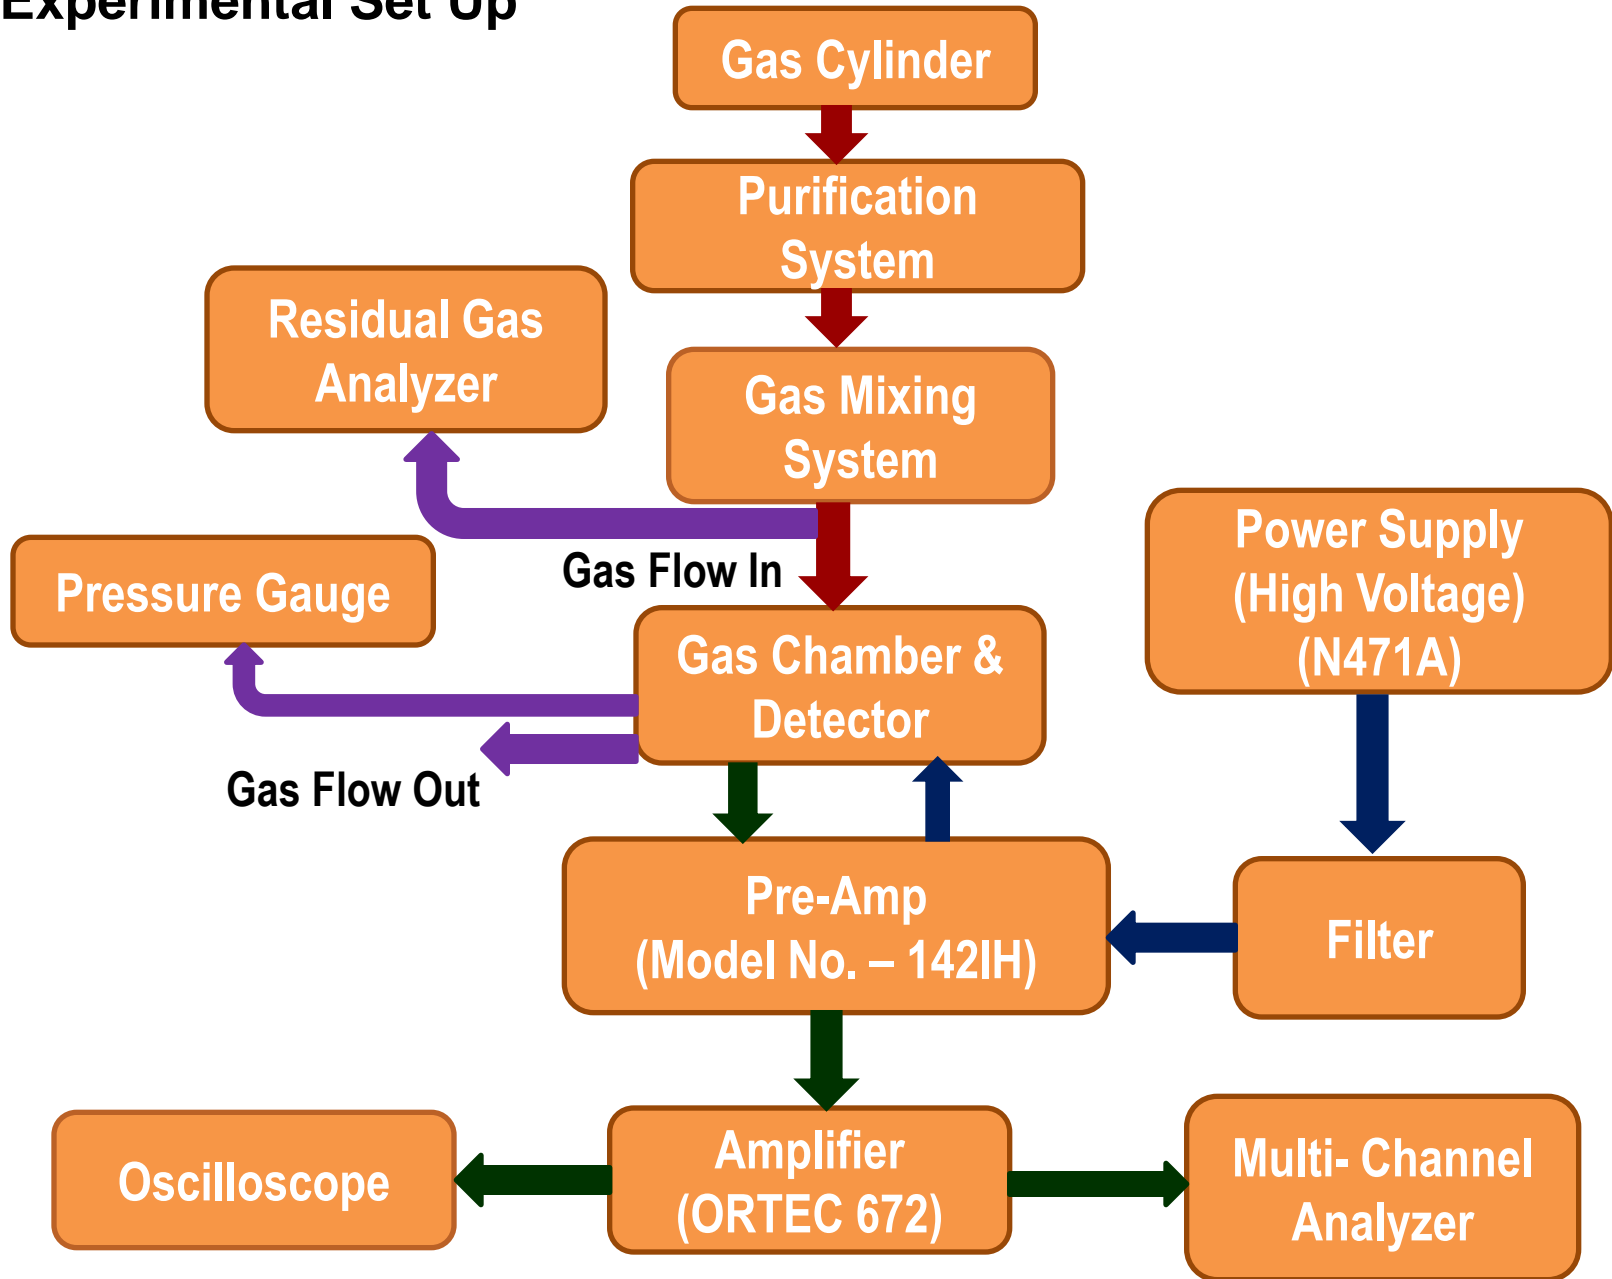 Experimental Set Up
Gas Cylinder
Purification
System
Residual Gas
Analyzer
Gas Mixing
System
Gas Flow In
Pressure Gauge
Power Supply
(High Voltage)
(N471A)
Gas Chamber &
Detector
Gas Flow Out
Pre-Amp
(Model No. – 142IH)
Filter
Oscilloscope
Amplifier
(ORTEC 672)
Multi- Channel
Analyzer